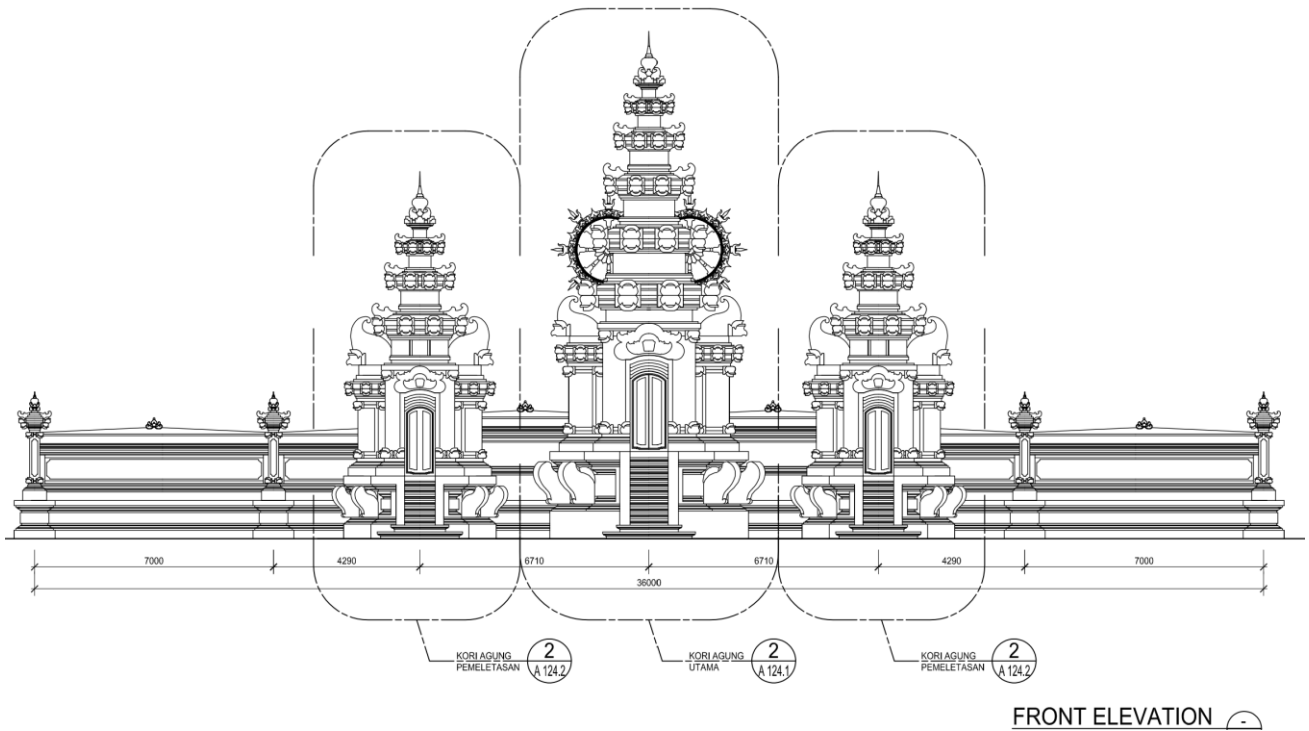 7000 4290 6710 6710 4290 7000
36000
KORI AGUNG
PEMELETASAN
2
A 124.2
KORI AGUNG
UTAMA
2
A 124.1
KORI AGUNG
PEMELETASAN
2
A 124.2
FRONT ELEVATION -